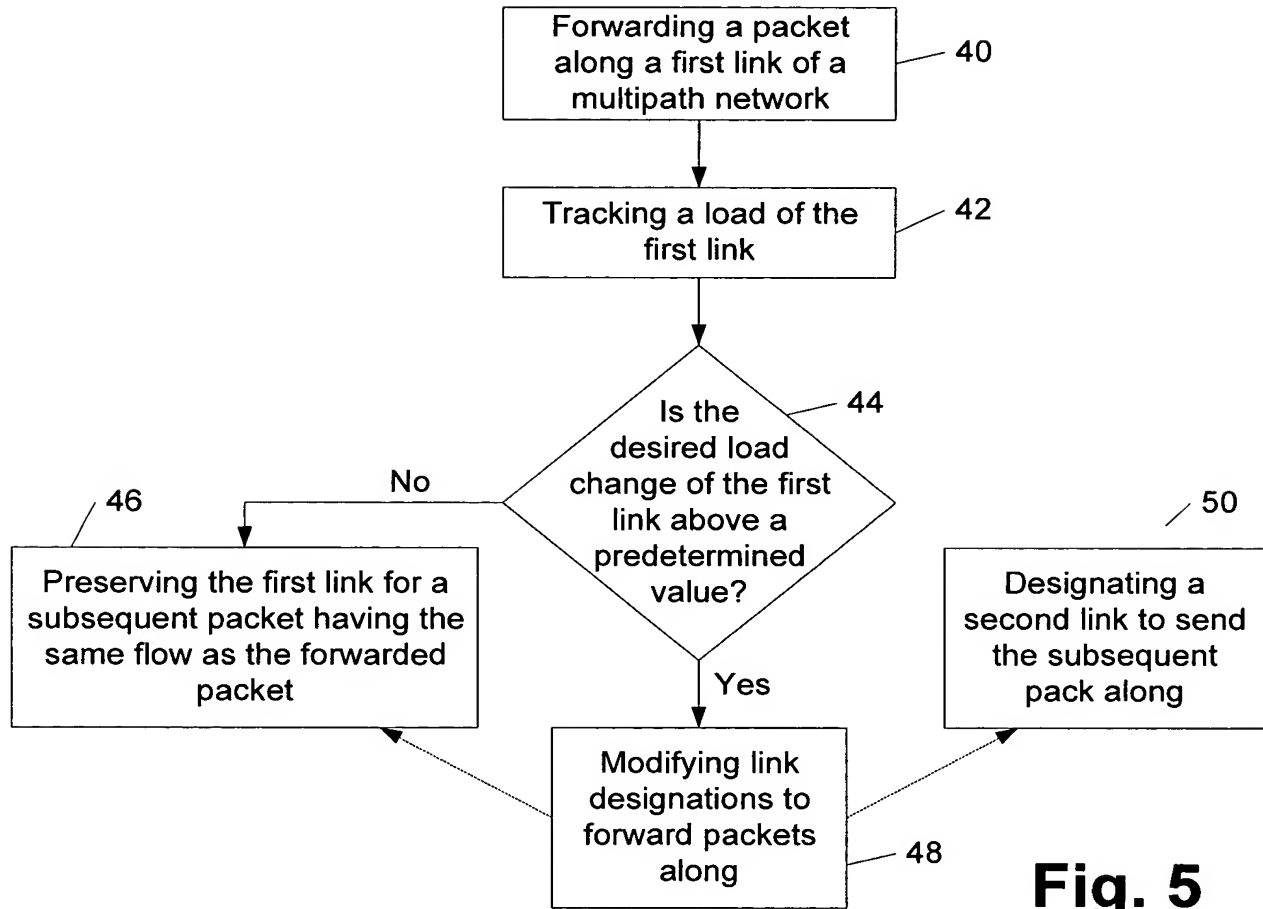 Forwarding a packet
along a first link of a
multipath network
40
Tracking a load of the
first link
42
Is the
desired load
change of the first
link above a
predetermined
value?
44
No
46
Preserving the first link for a
subsequent packet having the
same flow as the forwarded
packet
Yes
50
Designating a
second link to send
the subsequent
pack along
Modifying link
designations to
forward packets
along
48
Fig. 5